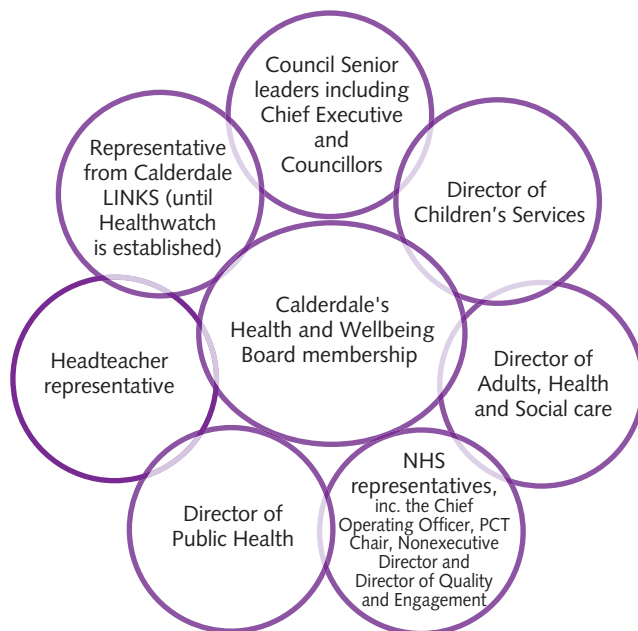 Council Senior
leaders including
Chief Executive
and
Councillors
Representative
from Calderdale
LINKS (until
Healthwatch
is established)
Director of
Children's Services
Calderdale's
Health and Wellbeing
Board membership
Headteacher
representative
Director of
Adults, Health
and Social care
Director of
Public Health
NHS
representatives,
inc. the Chief
Operating Officer, PCT
Chair, Nonexecutive
Director and
Director of Quality
and Engagement